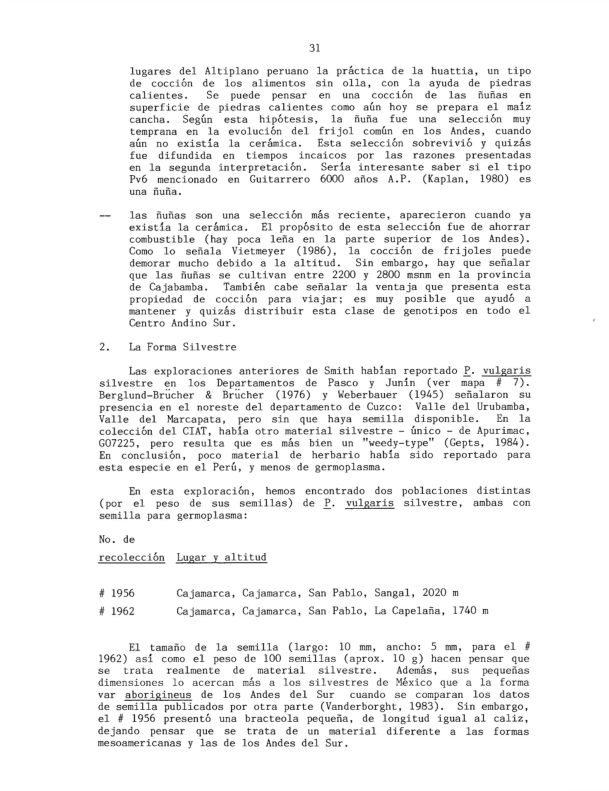 31
lugares del Altiplano peruano la práctica de la huattia, un tipo
de cocción de los alimentos sin olla, con la ayuda de piedras
calientes. Se puede pensar en una cocción de las ñuñas en
superficie de piedras calientes como aún hoy se prepara el maíz
cancha. Según esta hipótesis, la ñuña fue una selección muy
temprana en la evolución del frijol común en los Andes, cuando
aún no existía la cerámica. Esta selección sobrevivió y quizás
fue difundida en tiempos incaicos por las razones presentadas
en la segunda interpretación. Sería interesante saber si el tipo
Pv6 mencionado en Guitarrero 6000 años A.P. (Kaplan, 1980) es
una ñuña.
-- las ñuñas son una selección más reciente, aparecieron cuando ya
existía la cerámica. El propósito de esta selección fue de ahorrar
combustible (hay poca leña en la parte superior de los Andes).
Como lo señala Vietmeyer (1986), la cocción de frijoles puede
demorar mucho debido a la altitud. Sin embargo, hay que señalar
que las ñuñas se cultivan entre 2200 y 2800 msnm en la provincia
de Cajabamba. También cabe señalar la ventaja que presenta esta
propiedad de cocción para viajar; es muy posible que ayudó a
mantener y quizás distribuir esta clase de genotipos en todo el
Centro Andino Sur.
2. La Forma Silvestre
Las exploraciones anteriores de Smith habían reportado P. vulgaris
silvestre en los Departamentos de Pasco y Junín (ver mapa # 7).
Berglund-Brücher & Brücher (1976) y Weberbauer (1945) señalaron su
presencia en el noreste del departamento de Cuzco: Valle del Urubamba,
Valle del Marcapata, pero sin que haya semilla disponible. En la
colección del CIAT, había otro material silvestre - único - de Apurimac,
G07225, pero resulta que es más bien un "weedy-type" (Gepts, 1984).
En conclusión, poco material de herbario había sido reportado para
esta especie en el Perú, y menos de germoplasma.
En esta exploración, hemos encontrado dos poblaciones distintas
(por el peso de sus semillas) de P. vulgaris silvestre, ambas con
semilla para germoplasma:
No. de
recolección Lugar y altitud
# 1956 Cajamarca, Cajamarca, San Pablo, Sangal, 2020 m
# 1962 Cajamarca, Cajamarca, San Pablo, La Capelaña, 1740 m
El tamaño de la semilla (largo: 10 mm, ancho: 5 mm, para el #
1962) así como el peso de 100 semillas (aprox. 10 g) hacen pensar que
se trata realmente de material silvestre. Además, sus pequeñas
dimensiones lo acercan más a los silvestres de México que a la forma
var aborigineus de los Andes del Sur cuando se comparan los datos
de semilla publicados por otra parte (Vanderborght, 1983). Sin embargo,
el # 1956 presentó una bracteola pequeña, de longitud igual al caliz,
dejando pensar que se trata de un material diferente a las formas
mesoamericanas y las de los Andes del Sur.